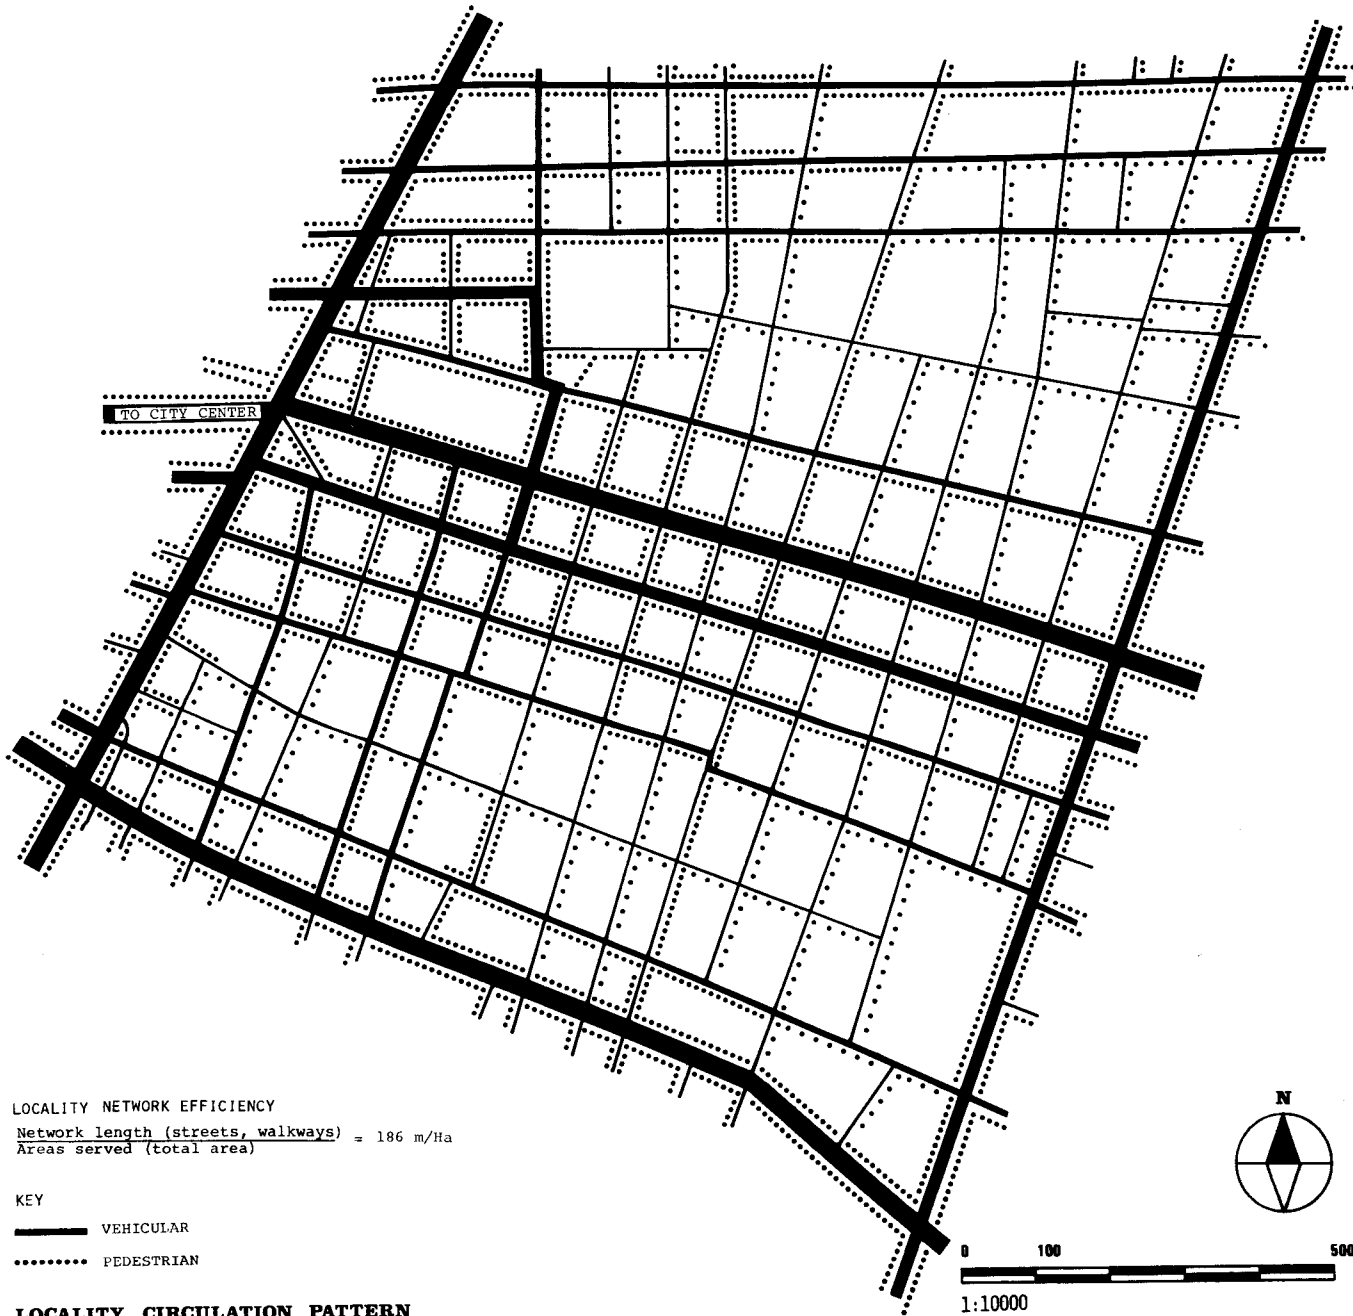 TO CITY CENTER
LOCALITY NETWORK EFFICIENCY
Network length (streets, walkways) = 186 m/Ha
Areas served (total area)
KEY
VEHICULAR
PEDESTRIAN
LOCALITY CIRCULATION PATTERN
N
0 100 500
1:10000